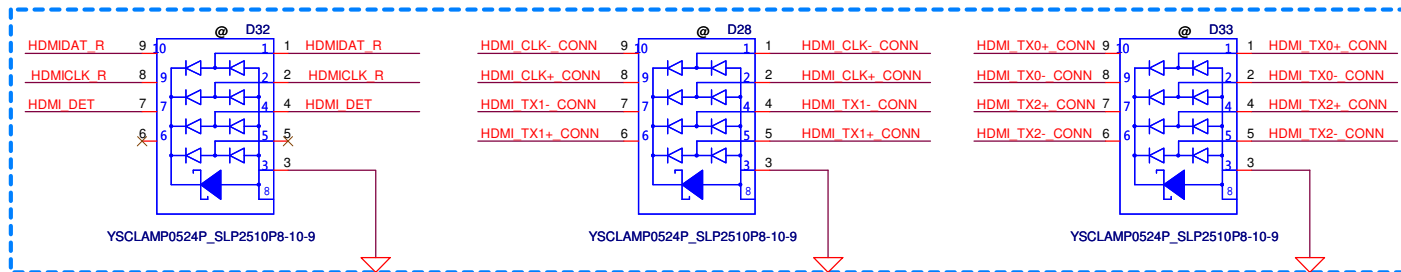 @ D32
HDMIDAT_R 9 10 1 1 HDMIDAT_R
HDMICLK_R 8 9 2 2 HDMICLK_R
HDMI_DET 7 7 4 4 HDMI_DET
6 6 5 5
3 3
8
YSCLAMP0524P_SLP2510P8-10-9
@ D28
HDMI_CLK-_CONN 9 10 1 1 HDMI_CLK-_CONN
HDMI_CLK+_CONN 8 9 2 2 HDMI_CLK+_CONN
HDMI_TX1-_CONN 7 7 4 4 HDMI_TX1-_CONN
HDMI_TX1+_CONN 6 6 5 5 HDMI_TX1+_CONN
3 3
8
YSCLAMP0524P_SLP2510P8-10-9
@ D33
HDMI_TX0+_CONN 9 10 1 1 HDMI_TX0+_CONN
HDMI_TX0-_CONN 8 9 2 2 HDMI_TX0-_CONN
HDMI_TX2+_CONN 7 7 4 4 HDMI_TX2+_CONN
HDMI_TX2-_CONN 6 6 5 5 HDMI_TX2-_CONN
3 3
8
YSCLAMP0524P_SLP2510P8-10-9